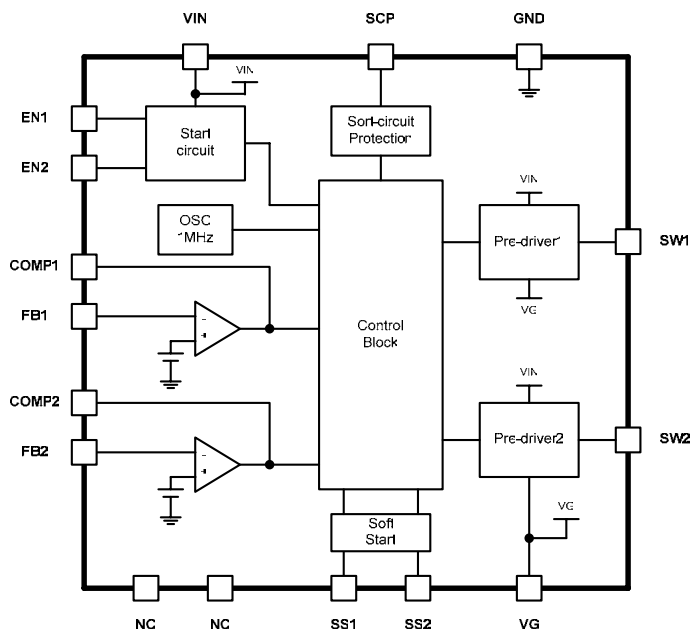 VIN
SCP
GND
VIN
EN1
Start
circuit
Sort-circuit
Protection
EN2
OSC
1MHz
VIN
Pre-driver1
SW1
VG
COMP1
FB1
-
+
Control
Block
COMP2
FB2
-
+
VIN
Pre-driver2
SW2
VG
Soft
Start
NC
NC
SS1
SS2
VG